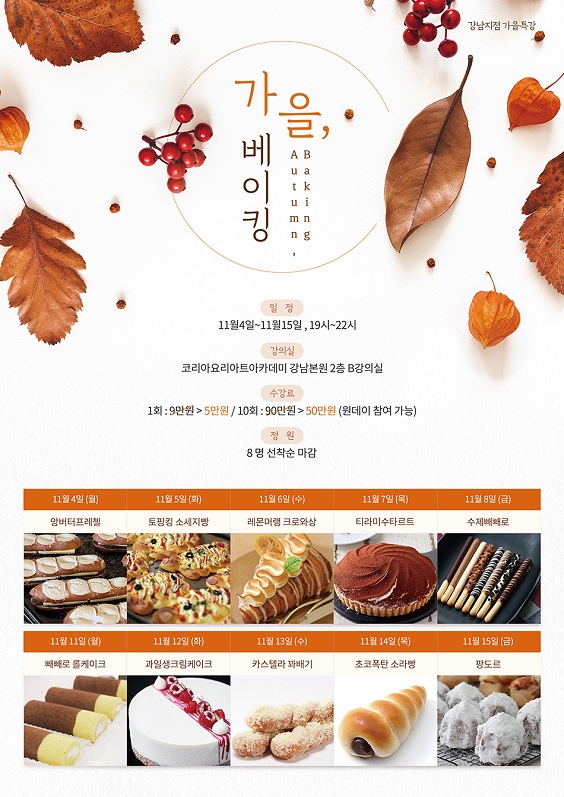 강남지점 가을특강
가을,
베이킹
Autumn,
Baking
일 정
11월4일~11월15일 , 19시~22시
강의실
코리아요리아트아카데미 강남본원 2층 B강의실
수강료
1회 : 9만원 > 5만원 / 10회 : 90만원 > 50만원 (원데이 참여 가능)
정 원
8 명 선착순 마감
11월 4일 (월) 11월 5일 (화) 11월 6일 (수) 11월 7일 (목) 11월 8일 (금)
앙버터프레젤 토핑킹 소세지빵 레몬머랭 크로와상 티라미수타르트 수제빼빼로
11월 11일 (월) 11월 12일 (화) 11월 13일 (수) 11월 14일 (목) 11월 15일 (금)
빼빼로 롤케이크 과일생크림케이크 카스텔라 꽈배기 초코폭탄 소라빵 팡도르